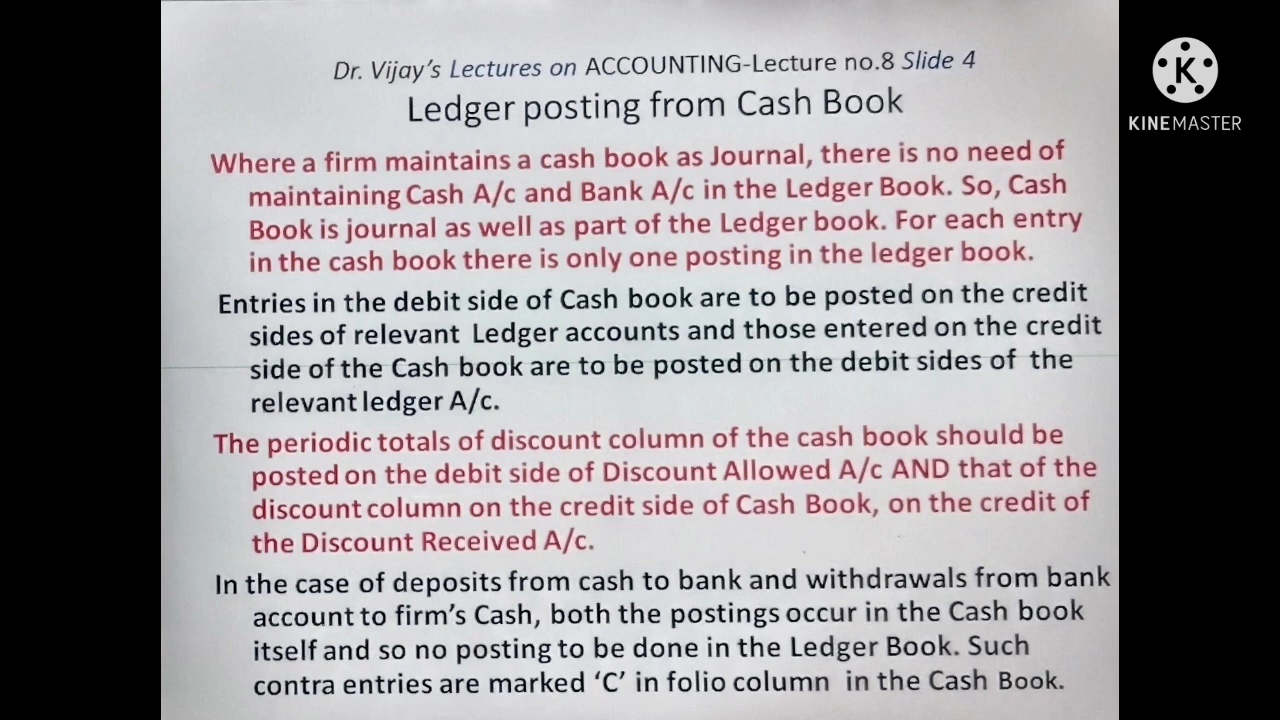 Dr. Vijay's Lectures on ACCOUNTING-Lecture no.8 Slide 4
Ledger posting from Cash Book
Where a firm maintains a cash book as Journal, there is no need of
maintaining Cash A/c and Bank A/c in the Ledger Book. So, Cash
Book is journal as well as part of the Ledger book. For each entry
in the cash book there is only one posting in the ledger book.
Entries in the debit side of Cash book are to be posted on the credit
sides of relevant Ledger accounts and those entered on the credit
side of the Cash book are to be posted on the debit sides of the
relevant ledger A/c.
The periodic totals of discount column of the cash book should be
posted on the debit side of Discount Allowed A/c AND that of the
discount column on the credit side of Cash Book, on the credit of
the Discount Received A/c.
In the case of deposits from cash to bank and withdrawals from bank
account to firm's Cash, both the postings occur in the Cash book
itself and so no posting to be done in the Ledger Book. Such
contra entries are marked 'C' in folio column in the Cash Book.
K
KINEMASTER